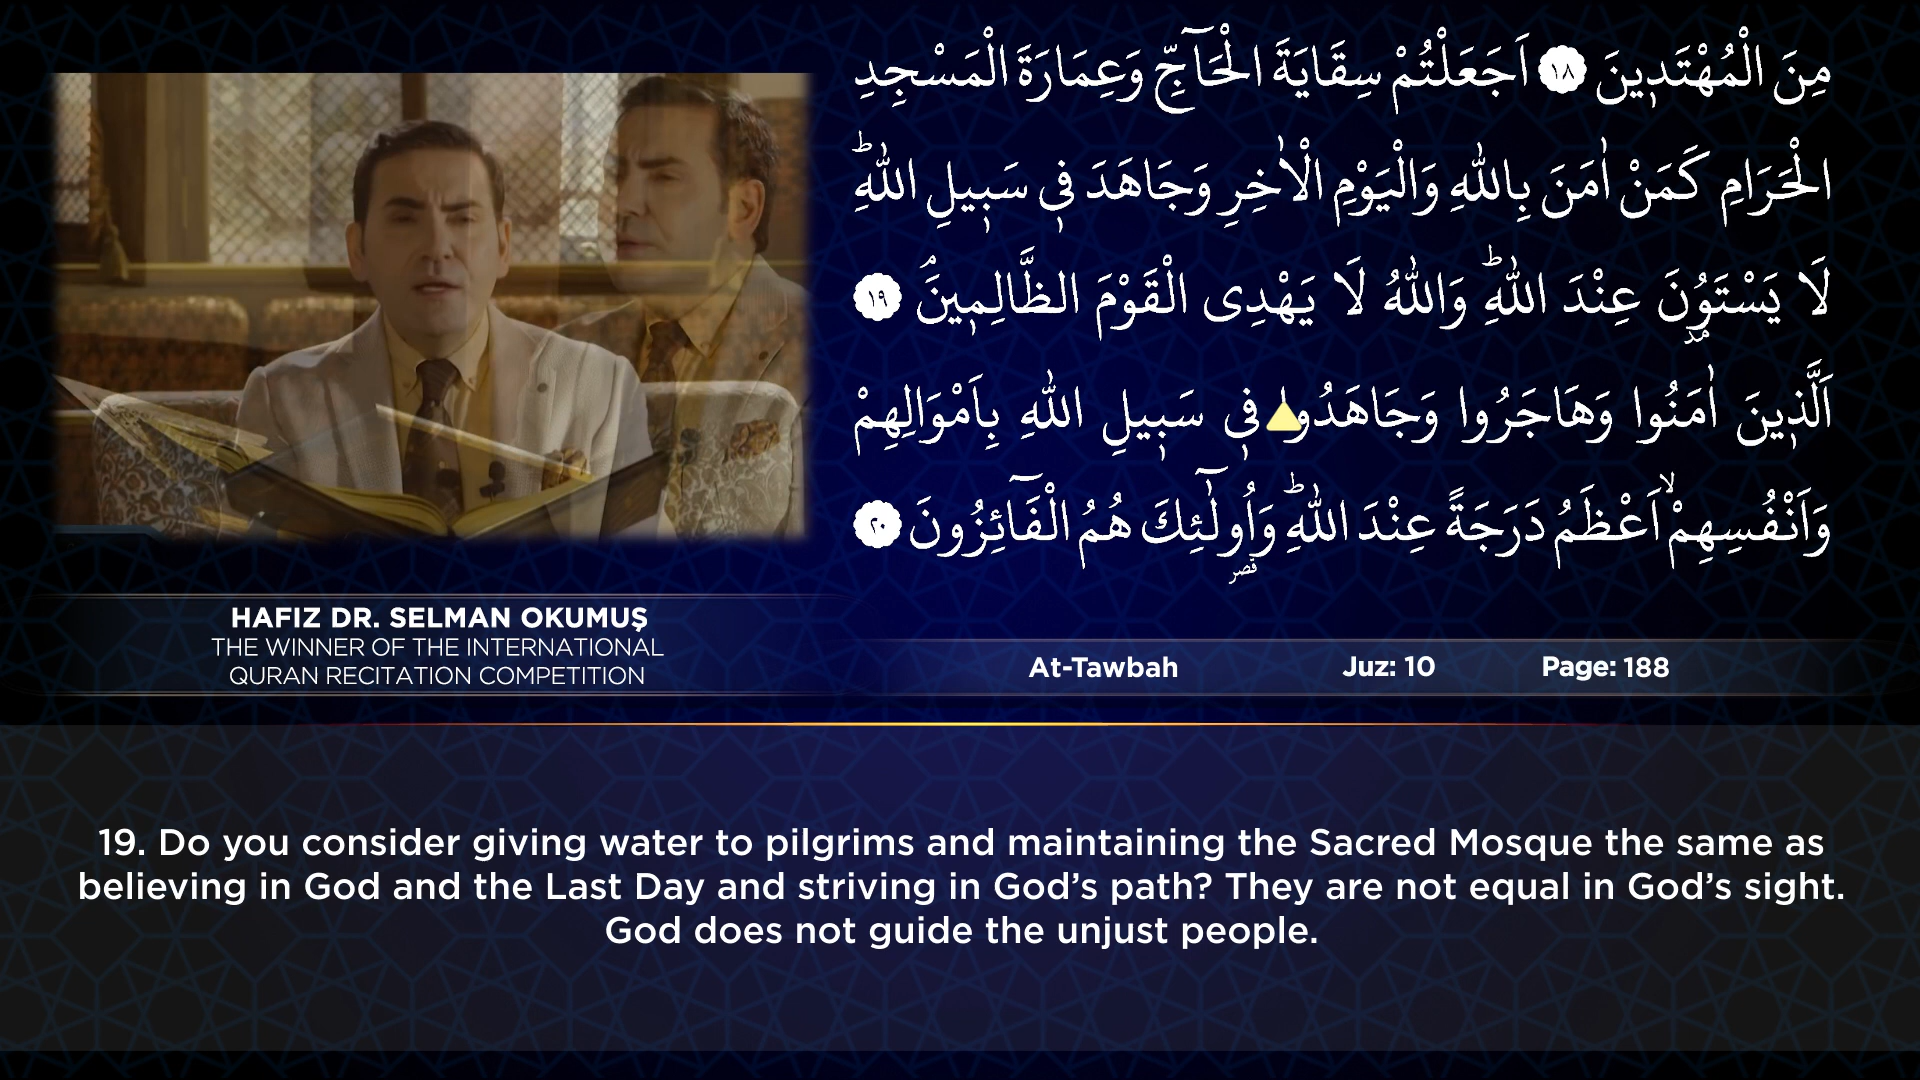 مِنَ الْمُهْتَد۪ينَ ﴿١٨﴾ اَجَعَلْتُمْ سِقَايَةَ الْحَٓاجِّ وَعِمَارَةَ الْمَسْجِدِ
الْحَرَامِ كَمَنْ اٰمَنَ بِاللّٰهِ وَالْيَوْمِ الْاٰخِرِ وَجَاهَدَ ف۪ي سَب۪يلِ اللّٰهِۜ
لَا يَسْتَوُ۫نَ عِنْدَ اللّٰهِۜ وَاللّٰهُ لَا يَهْدِى الْقَوْمَ الظَّالِم۪ينَۢ ﴿١٩﴾
اَلَّذ۪ينَ اٰمَنُوا وَهَاجَرُوا وَجَاهَدُوا ف۪ي سَب۪يلِ اللّٰهِ بِاَمْوَالِهِمْ
وَاَنْفُسِهِمْۙ اَعْظَمُ دَرَجَةً عِنْدَ اللّٰهِۜ وَاُو۬لٰٓئِكَ هُمُ الْفَٓائِزُونَ ﴿٢٠﴾
HAFIZ DR. SELMAN OKUMUŞ
THE WINNER OF THE INTERNATIONAL
QURAN RECITATION COMPETITION
At-Tawbah Juz: 10 Page: 188
19. Do you consider giving water to pilgrims and maintaining the Sacred Mosque the same as
believing in God and the Last Day and striving in God’s path? They are not equal in God’s sight.
God does not guide the unjust people.